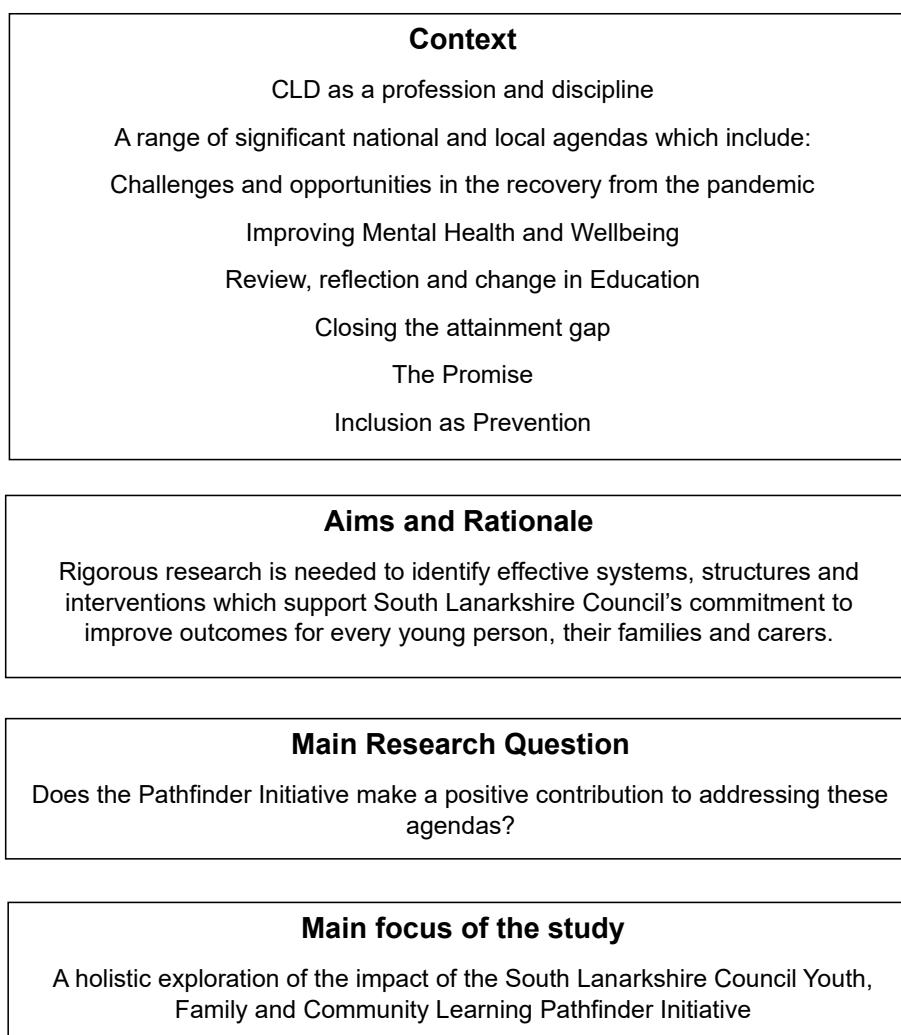 Context
CLD as a profession and discipline
A range of significant national and local agendas which include:
Challenges and opportunities in the recovery from the pandemic
Improving Mental Health and Wellbeing
Review, reflection and change in Education
Closing the attainment gap
The Promise
Inclusion as Prevention
Aims and Rationale
Rigorous research is needed to identify effective systems, structures and
interventions which support South Lanarkshire Council’s commitment to
improve outcomes for every young person, their families and carers.
Main Research Question
Does the Pathfinder Initiative make a positive contribution to addressing these
agendas?
Main focus of the study
A holistic exploration of the impact of the South Lanarkshire Council Youth,
Family and Community Learning Pathfinder Initiative